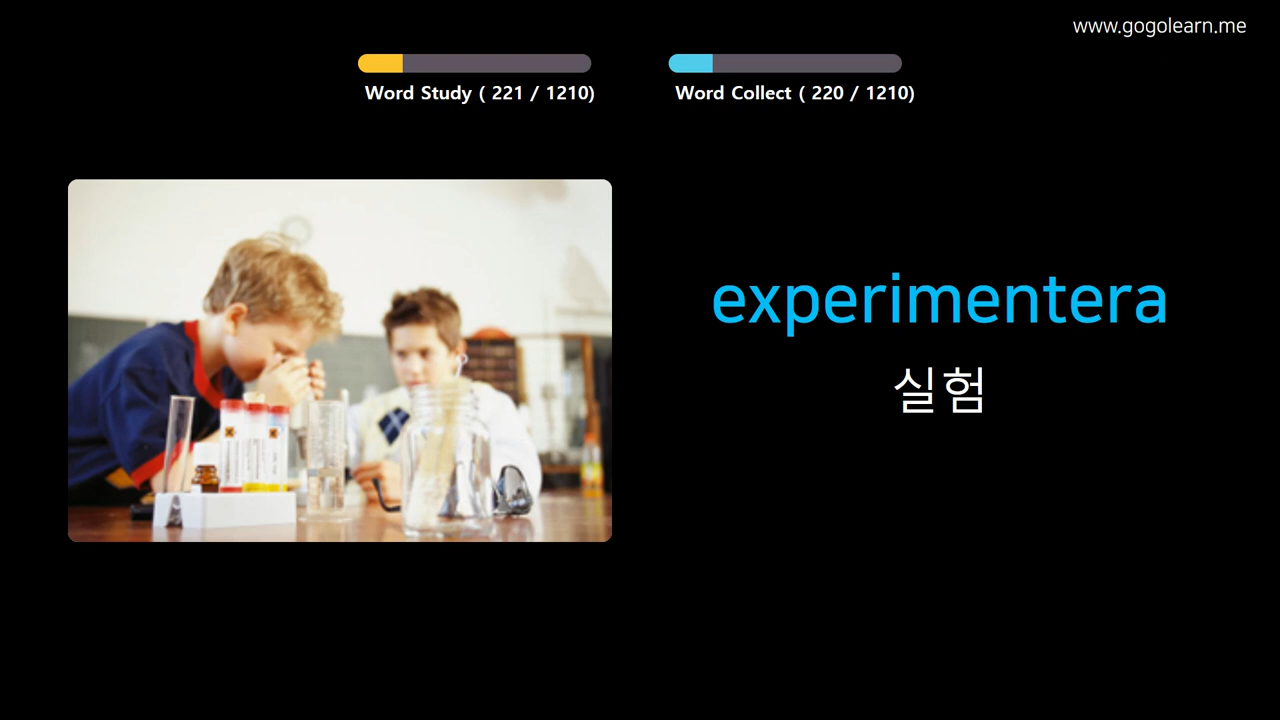 www.gogolearn.me
Word Study ( 221 / 1210)
Word Collect ( 220 / 1210)
experimentera
실험